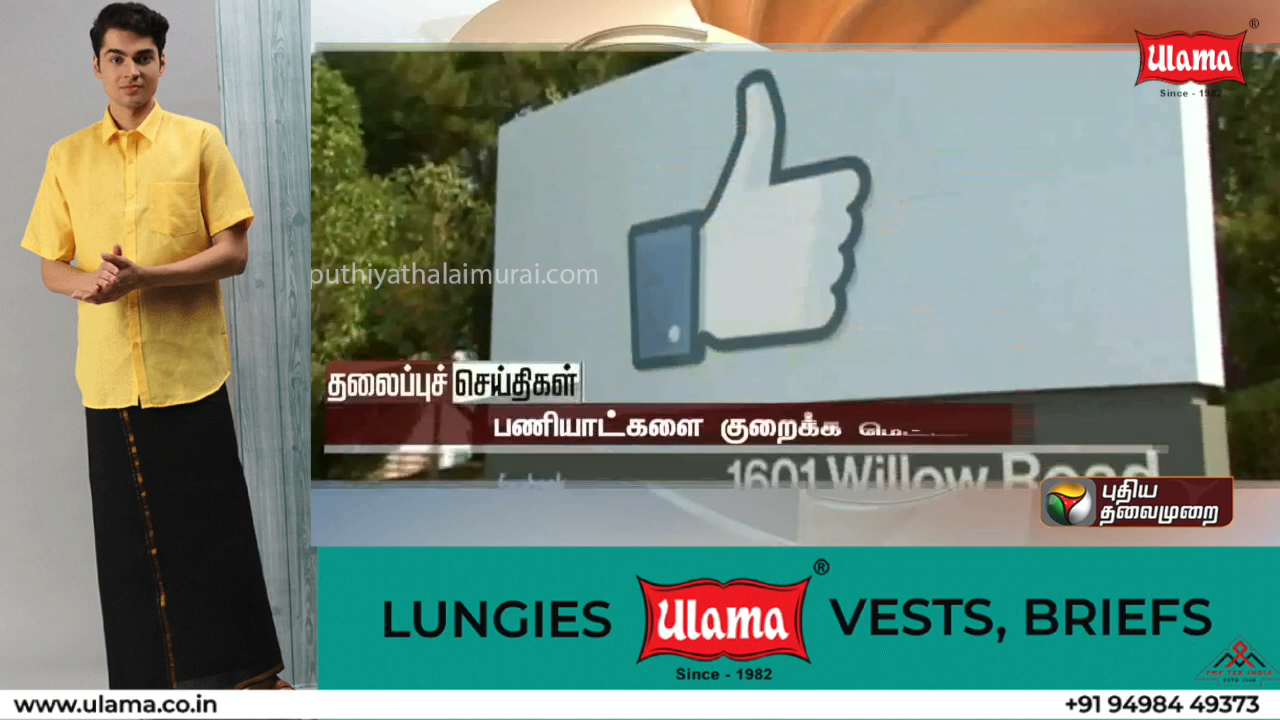 Ulama
®
Since - 1982
puthiyathalaimurai.com
தலைப்புச் செய்திகள்
பணியாட்களை குறைக்க
1601 Willow Road
புதிய
தலைமுறை
LUNGIES
Ulama
®
Since - 1982
VESTS, BRIEFS
www.ulama.co.in
+91 94984 49373